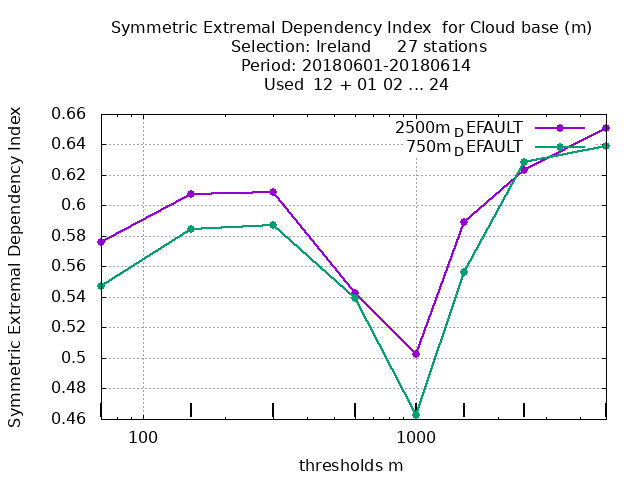 Symmetric Extremal Dependency Index  for Cloud base (m)
Selection: Ireland     27 stations
Period: 20180601-20180614
Used  12 + 01 02 ... 24
Symmetric Extremal Dependency Index
0.66
0.64
0.62
0.6
0.58
0.56
0.54
0.52
0.5
0.48
0.46
2500m_DEFAULT
750m_DEFAULT
100
1000
thresholds m